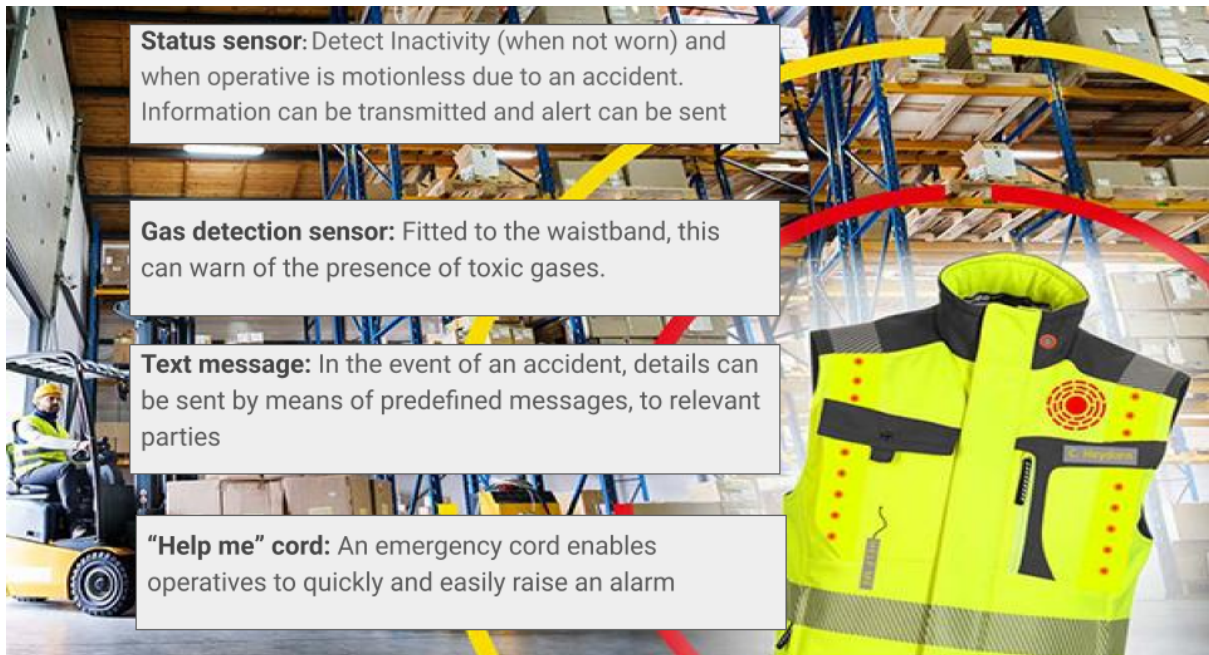 Status sensor: Detect Inactivity (when not worn) and
when operative is motionless due to an accident.
Information can be transmitted and alert can be sent
Gas detection sensor: Fitted to the waistband, this
can warn of the presence of toxic gases.
Text message: In the event of an accident, details can
be sent by means of predefined messages, to relevant
parties
“Help me” cord: An emergency cord enables
operatives to quickly and easily raise an alarm
C. Heydorn